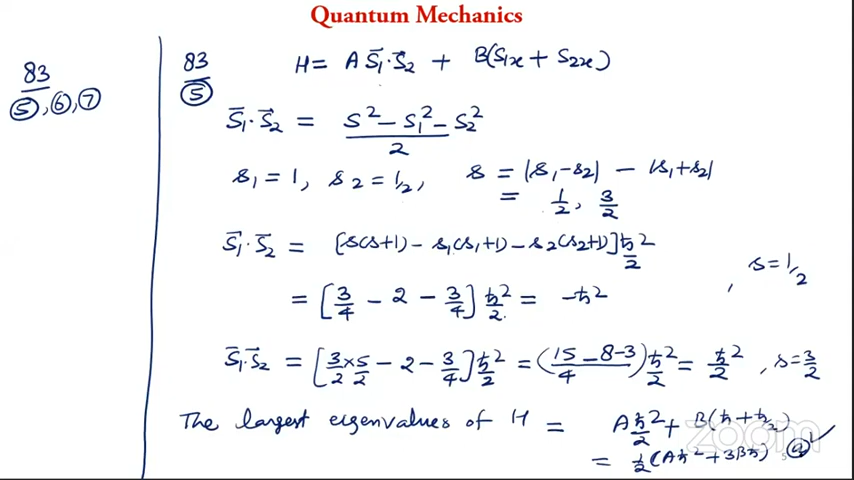 Quantum Mechanics
83
⑤, ⑥, ⑦
83
⑤
H = A S⃗₁·S⃗₂ + B(S₁ₓ + S₂ₓ)
S⃗₁·S⃗₂ = (S² − S₁² − S₂²)/2
s₁ = 1, s₂ = 1/2, s = |s₁−s₂| − |s₁+s₂|
= 1/2, 3/2
S⃗₁·S⃗₂ = [s(s+1) − s₁(s₁+1) − s₂(s₂+1)] ħ²/2
= [3/4 − 2 − 3/4] ħ²/2 = −ħ² , s = 1/2
S⃗₁·S⃗₂ = [3/2 × 5/2 − 2 − 3/4] ħ²/2 = (15 − 8 − 3)/4 ħ²/2 = ħ²/2 , s = 3/2
The largest eigenvalues of H = A ħ²/2 + B(ħ + ħ/2)
= 1/2 (Aħ² + 3Bħ)
zoom